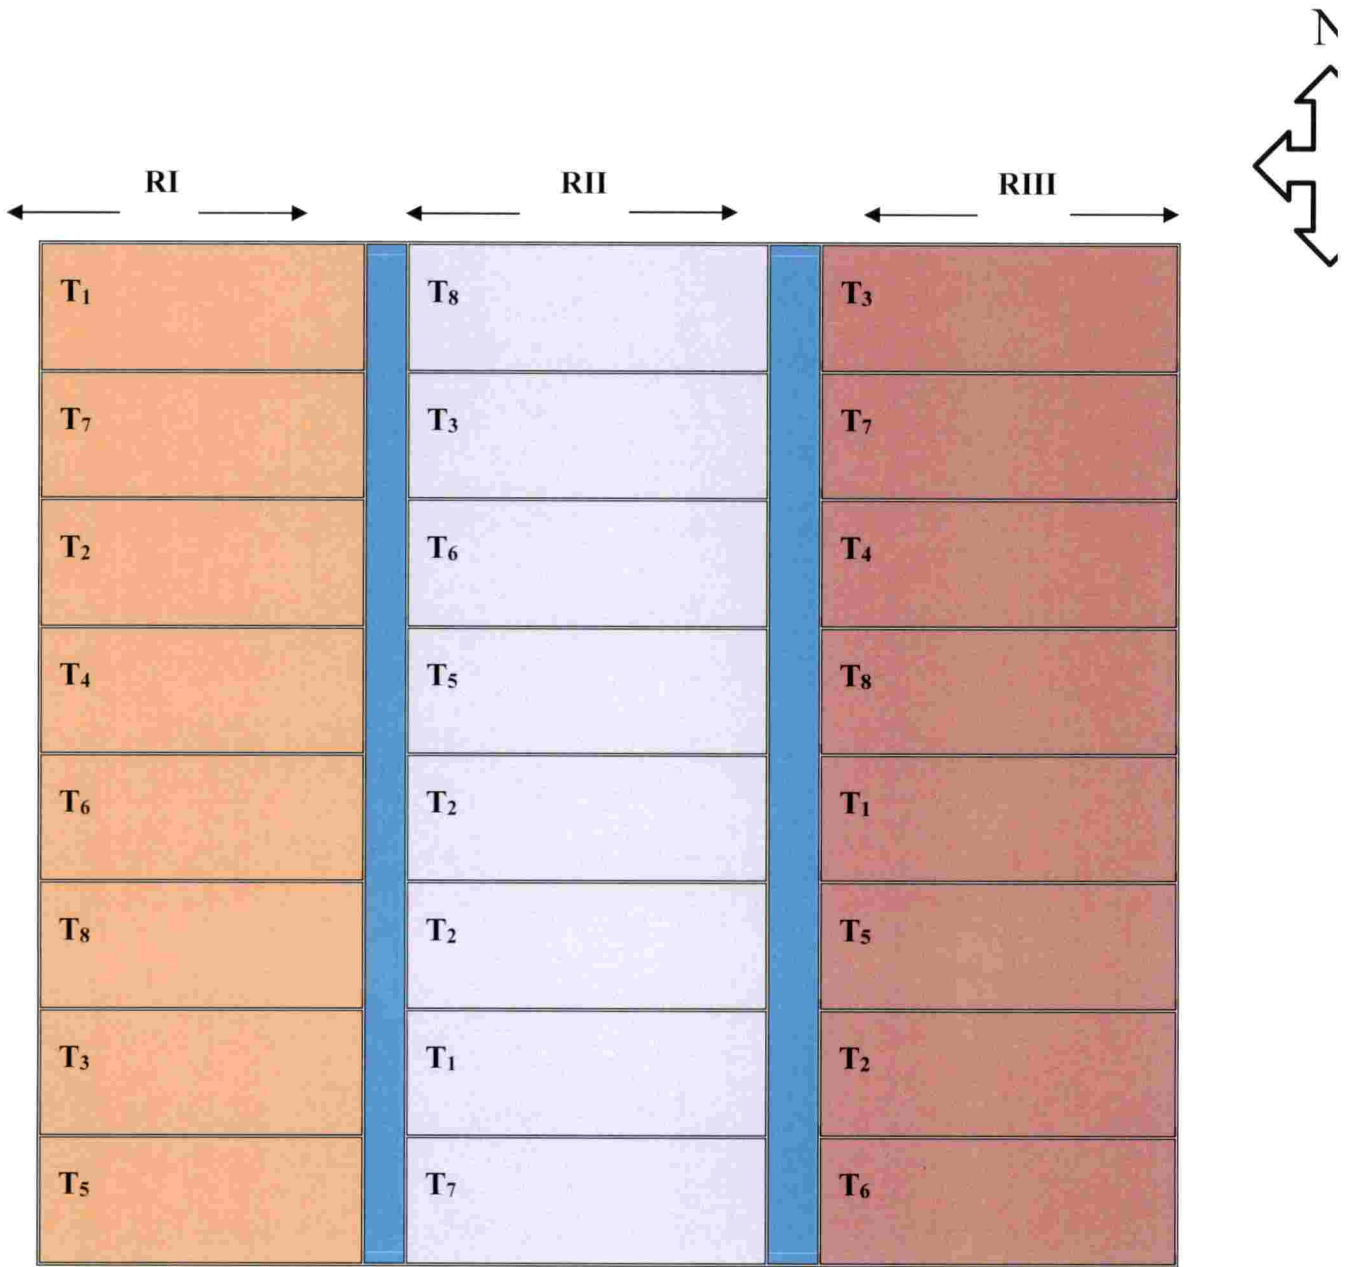 N
RI RII RIII
T₁ T₈ T₃
T₇ T₃ T₇
T₂ T₆ T₄
T₄ T₅ T₈
T₆ T₂ T₁
T₈ T₂ T₅
T₃ T₁ T₂
T₅ T₇ T₆